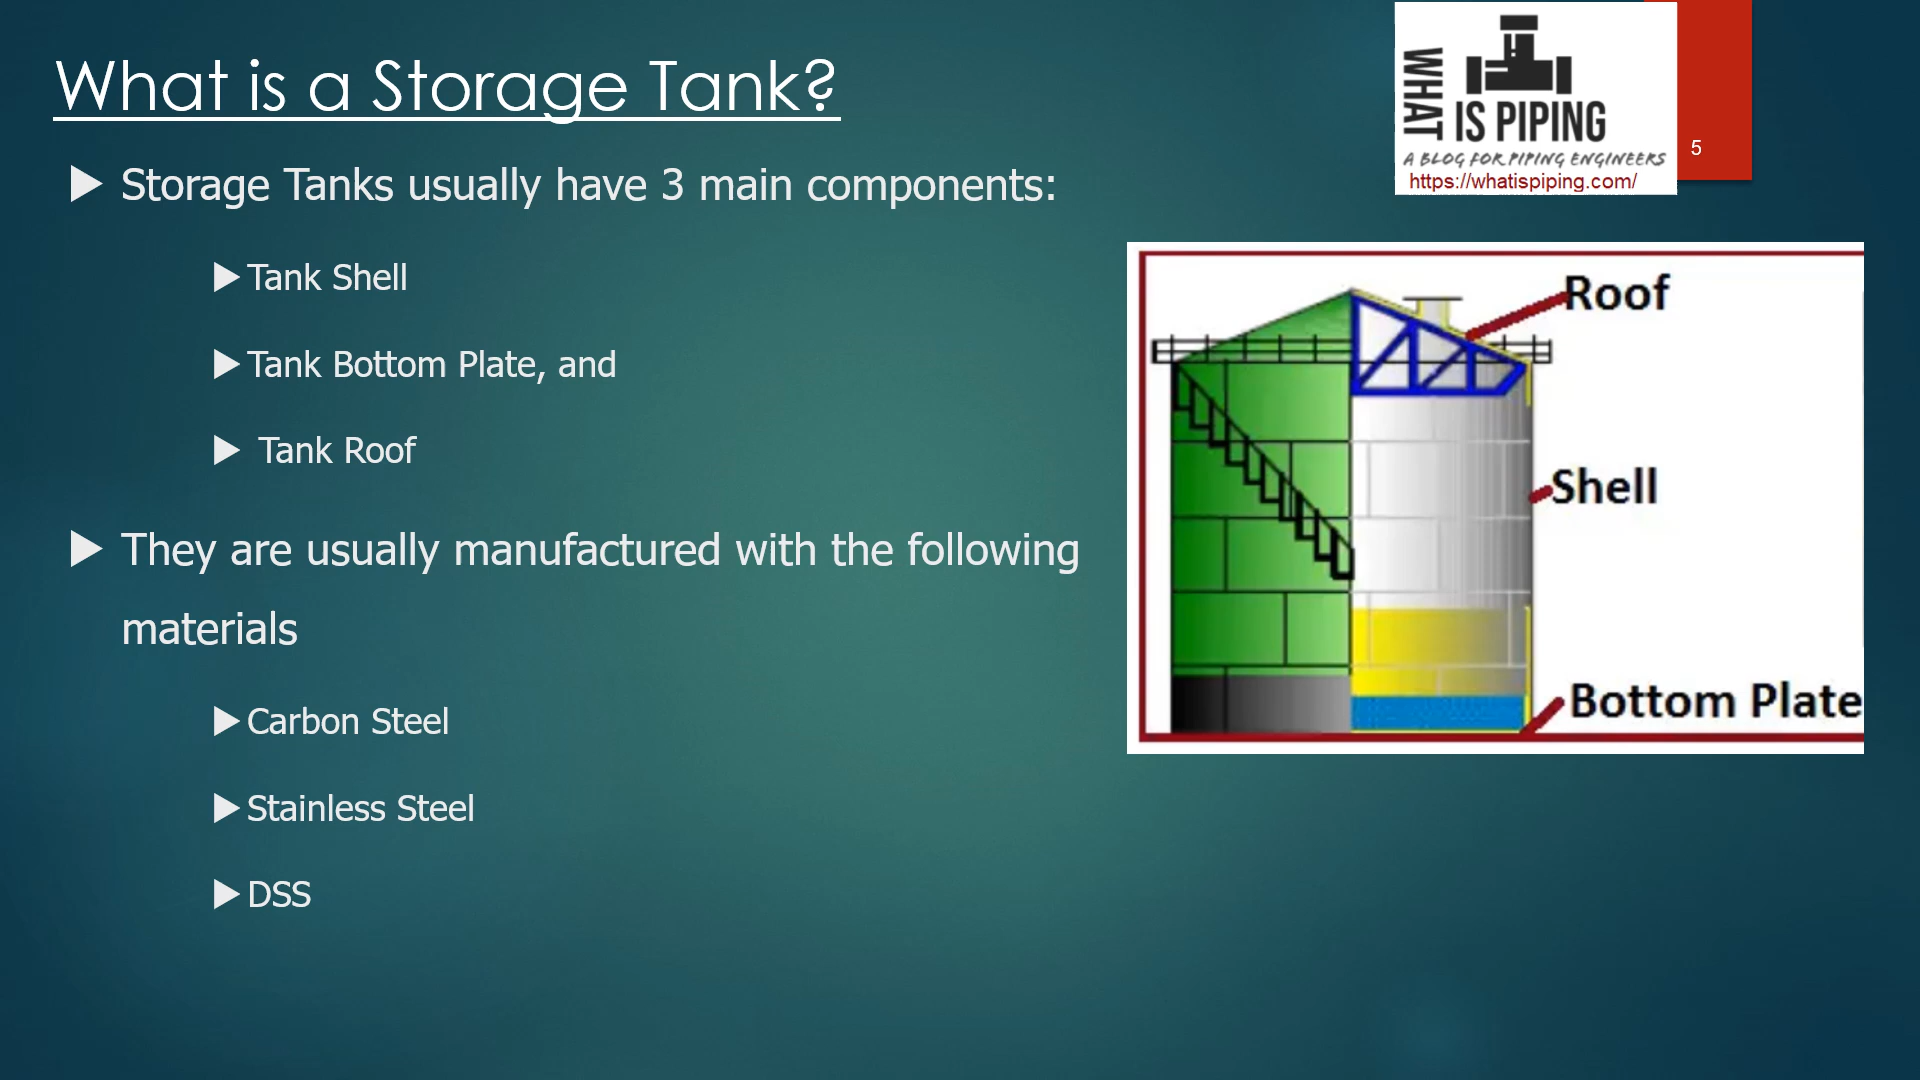 What is a Storage Tank?
WHAT
IS PIPING
A BLOG FOR PIPING ENGINEERS
https://whatispiping.com/
5
Storage Tanks usually have 3 main components:
Tank Shell
Tank Bottom Plate, and
Tank Roof
They are usually manufactured with the following
materials
Carbon Steel
Stainless Steel
DSS
Roof
Shell
Bottom Plate